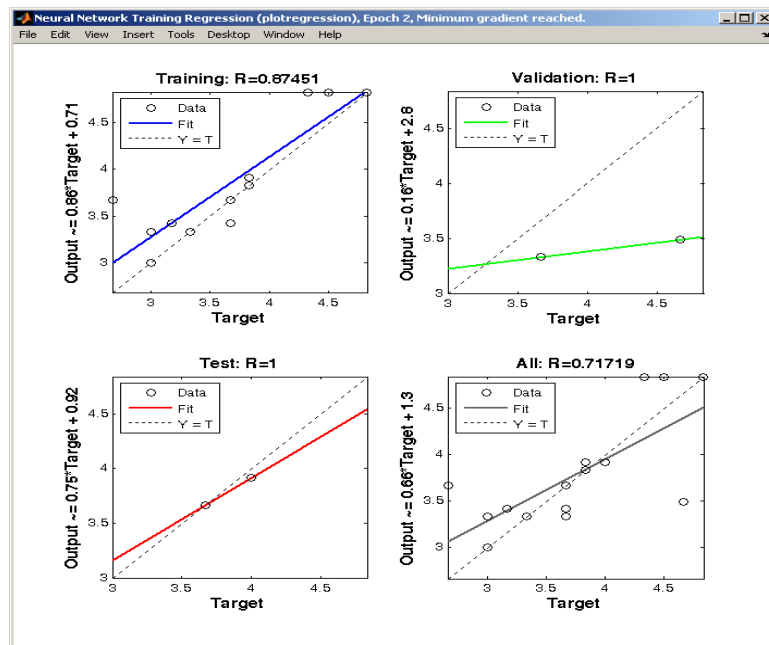 Neural Network Training Regression (plotregression), Epoch 2, Minimum gradient reached.
File Edit View Insert Tools Desktop Window Help
Training: R=0.87451
Output ~= 0.86*Target + 0.71
Data
Fit
Y = T
4.5
4
3.5
3
3 3.5 4 4.5
Target
Validation: R=1
Output ~= 0.16*Target + 2.8
Data
Fit
Y = T
4.5
4
3.5
3
3 3.5 4 4.5
Target
Test: R=1
Output ~= 0.75*Target + 0.92
Data
Fit
Y = T
4.5
4
3.5
3
3 3.5 4 4.5
Target
All: R=0.71719
Output ~= 0.66*Target + 1.3
Data
Fit
Y = T
4.5
4
3.5
3
3 3.5 4 4.5
Target